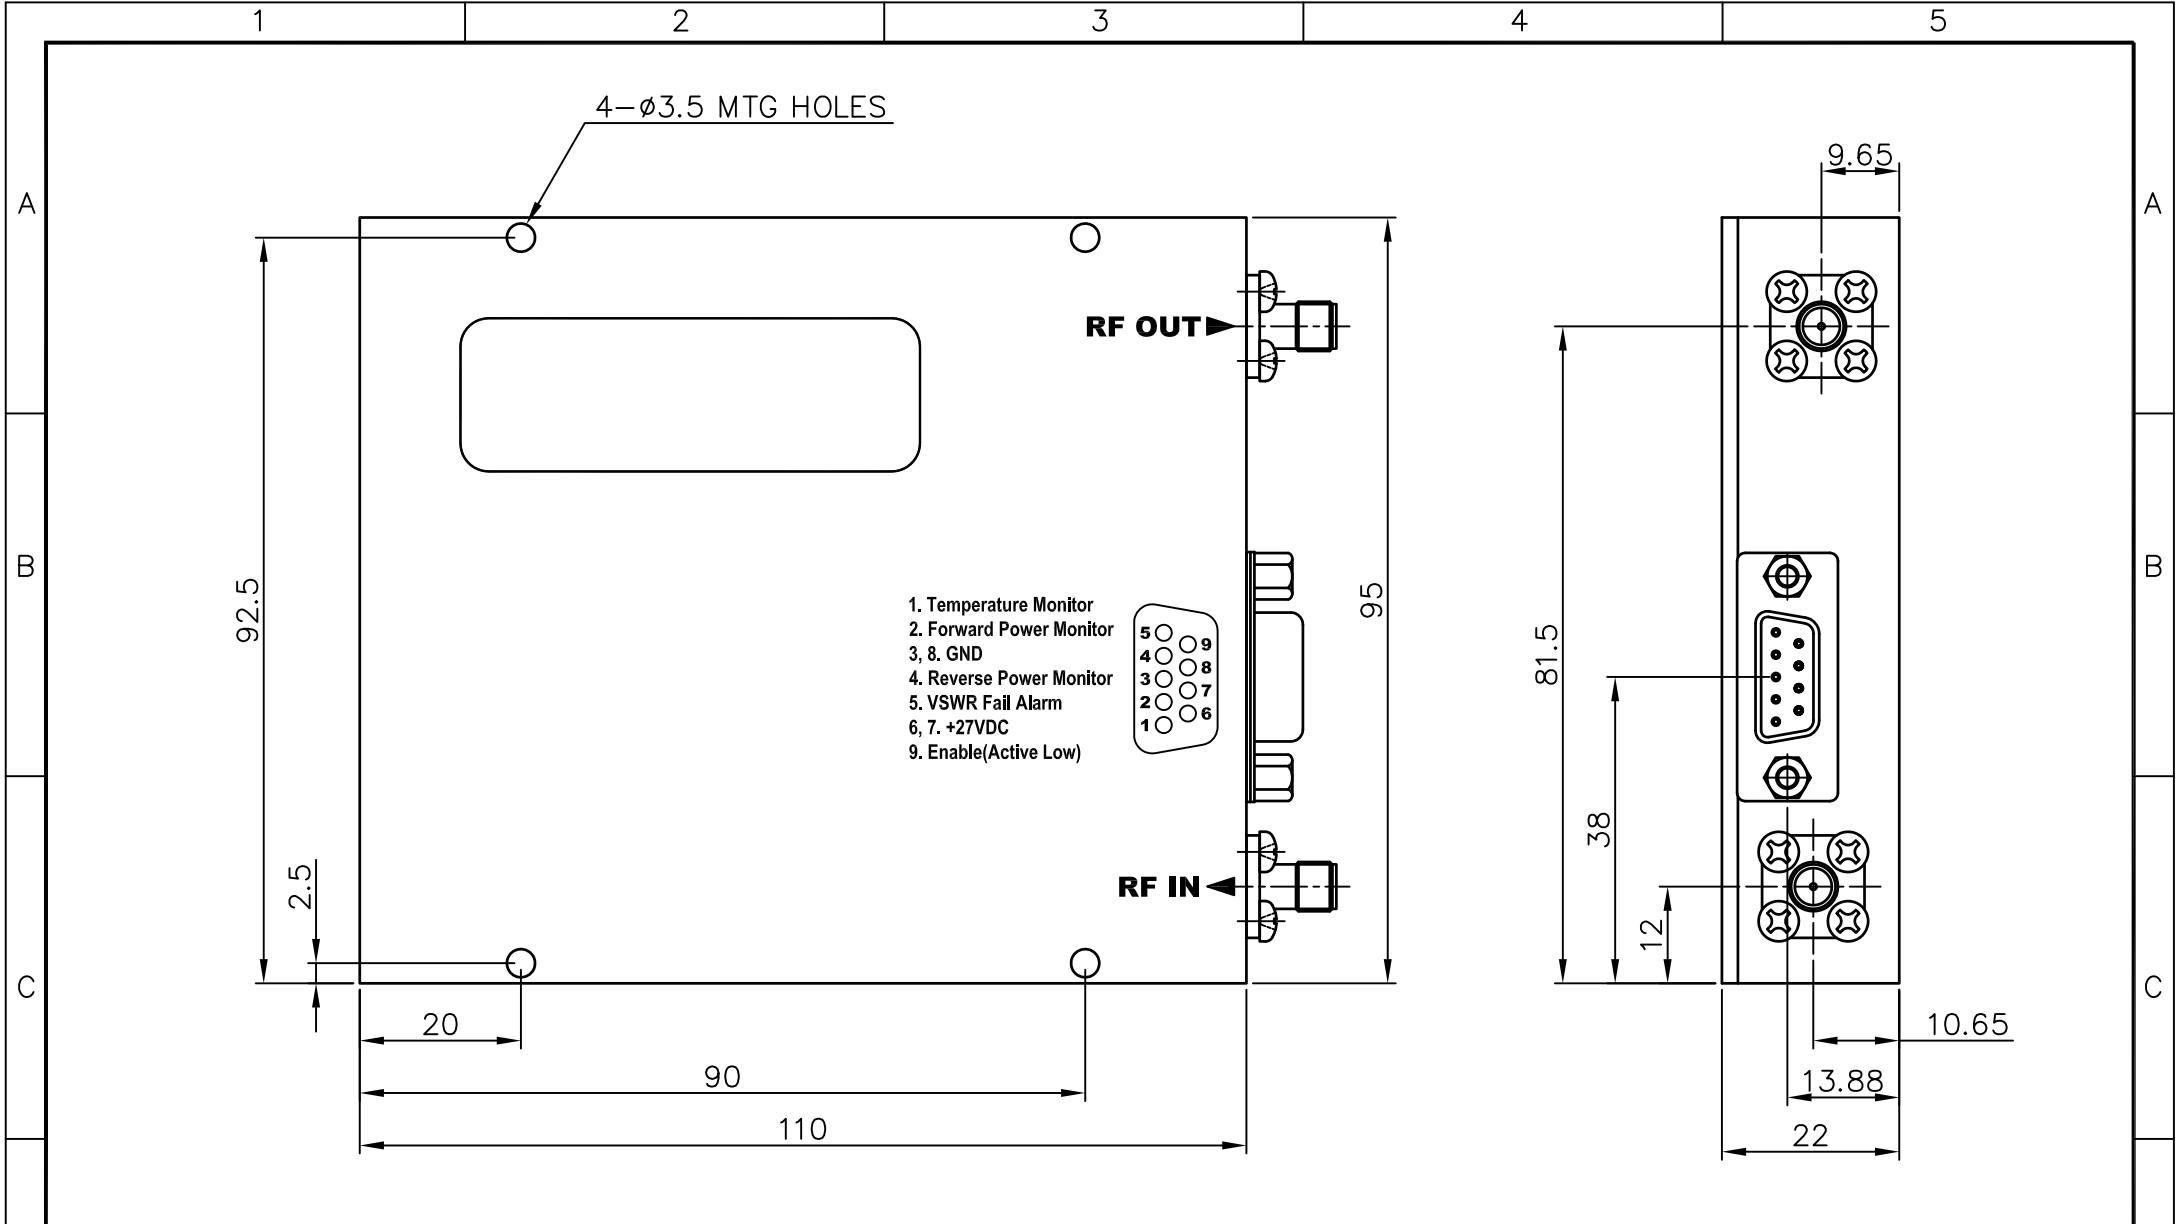 1 2 3 4 5
4-ø3.5 MTG HOLES
9.65
A A
RF OUT
B B
92.5
95
81.5
1. Temperature Monitor
2. Forward Power Monitor
3, 8. GND
4. Reverse Power Monitor
5. VSWR Fail Alarm
6, 7. +27VDC
9. Enable(Active Low)
5
9
4
8
3
7
2
6
1
38
2.5
RF IN
12
C C
20
10.65
90
13.88
110
22